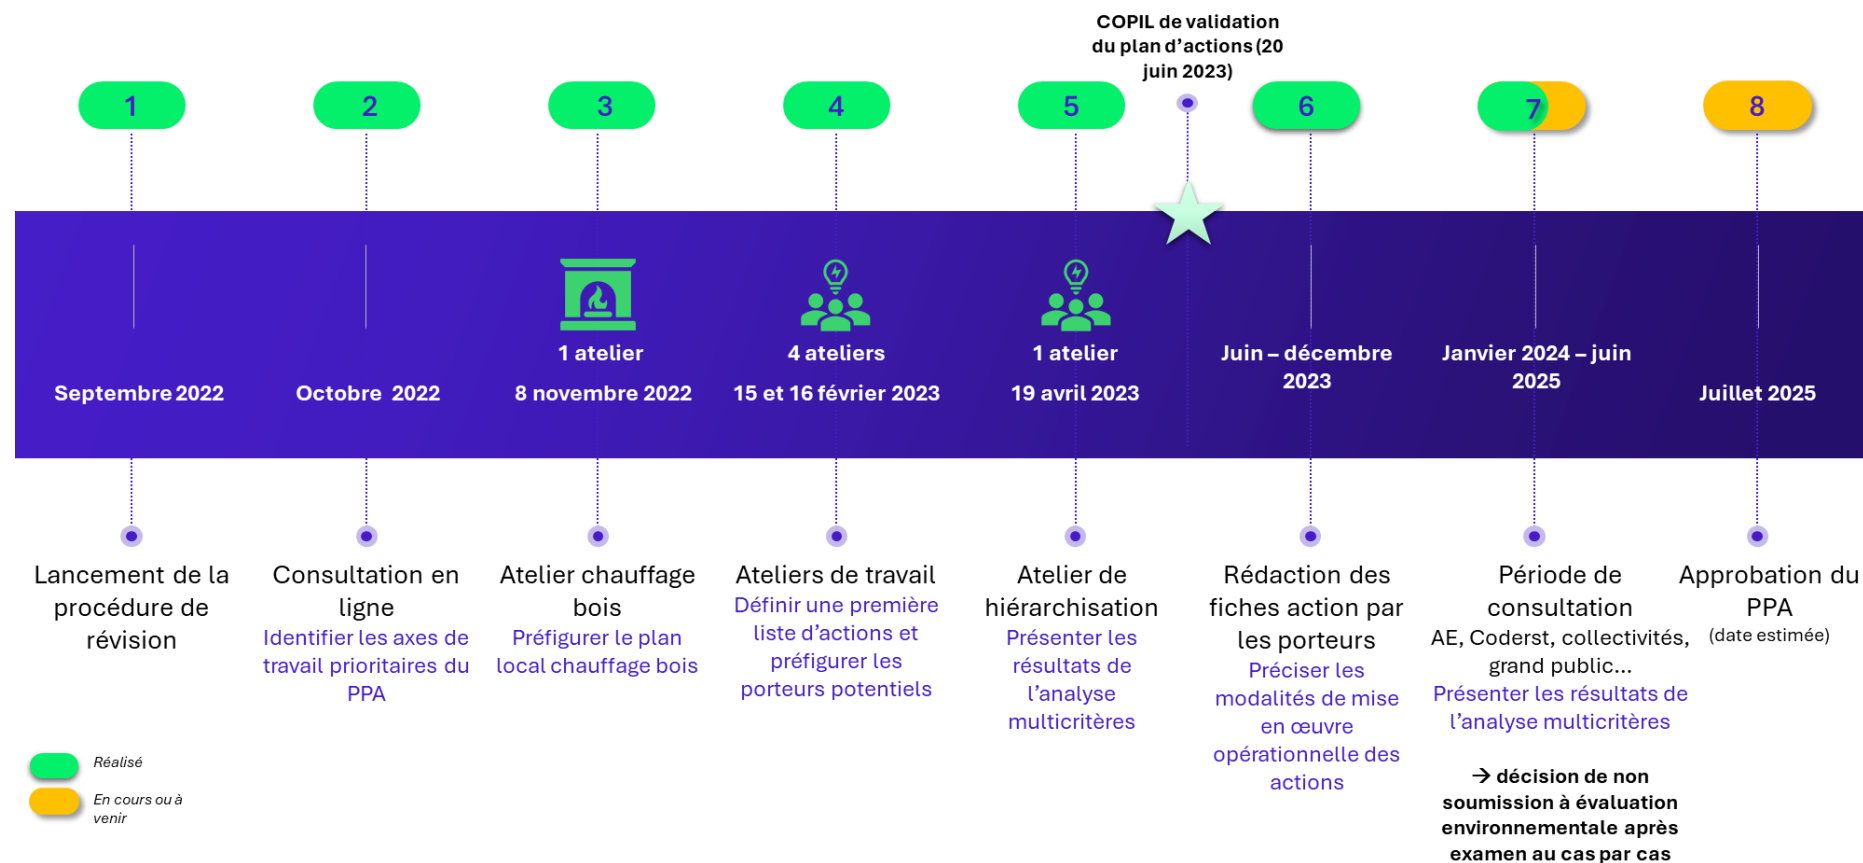 COPIL de validation
du plan d’actions (20
juin 2023)
1
2
3
4
5
6
7
8
Septembre 2022
Octobre 2022
1 atelier
8 novembre 2022
4 ateliers
15 et 16 février 2023
1 atelier
19 avril 2023
Juin – décembre
2023
Janvier 2024 – juin
2025
Juillet 2025
Lancement de la
procédure de
révision
Consultation en
ligne
Identifier les axes de
travail prioritaires du
PPA
Atelier chauffage
bois
Préfigurer le plan
local chauffage bois
Ateliers de travail
Définir une première
liste d’actions et
préfigurer les
porteurs potentiels
Atelier de
hiérarchisation
Présenter les
résultats de
l’analyse
multicritères
Rédaction des
fiches action par
les porteurs
Préciser les
modalités de mise
en œuvre
opérationnelle des
actions
Période de
consultation
AE, Coderst, collectivités,
grand public...
Présenter les résultats de
l’analyse multicritères
→ décision de non
soumission à évaluation
environnementale après
examen au cas par cas
Approbation du
PPA
(date estimée)
Réalisé
En cours ou à
venir